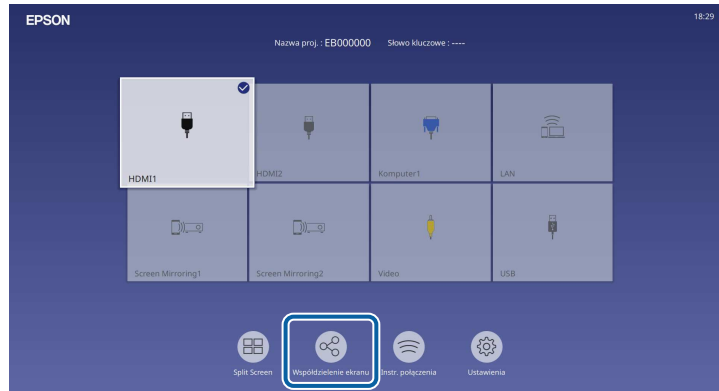 EPSON
18:29
Nazwa proj. : EB000000 Słowo kluczowe : ----
HDMI1
HDMI2
Komputer1
LAN
Screen Mirroring1
Screen Mirroring2
Video
USB
Split Screen
Współdzielenie ekranu
Instr. połączenia
Ustawienia